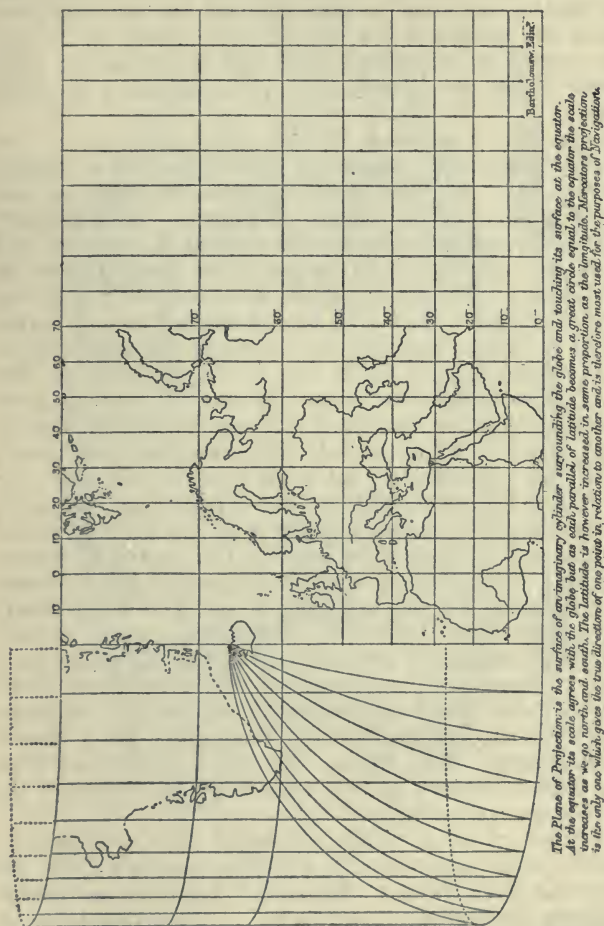 10 0 10 20 30 40 50 60 70
70
60
50
40
30
20
10
0
Bartholomew, Edinr.
The Plane of Projection is the surface of an imaginary cylinder surrounding the globe and touching its surface at the equator.
At the equator its scale agrees with the globe but as each parallel of latitude becomes a great circle equal to the equator the scale
increases as we go north and south. The latitude is however increased in same proportion as the longitude. Mercators projection
is the only one which gives the true direction of one point in relation to another and is therefore most used for the purposes of Navigation.